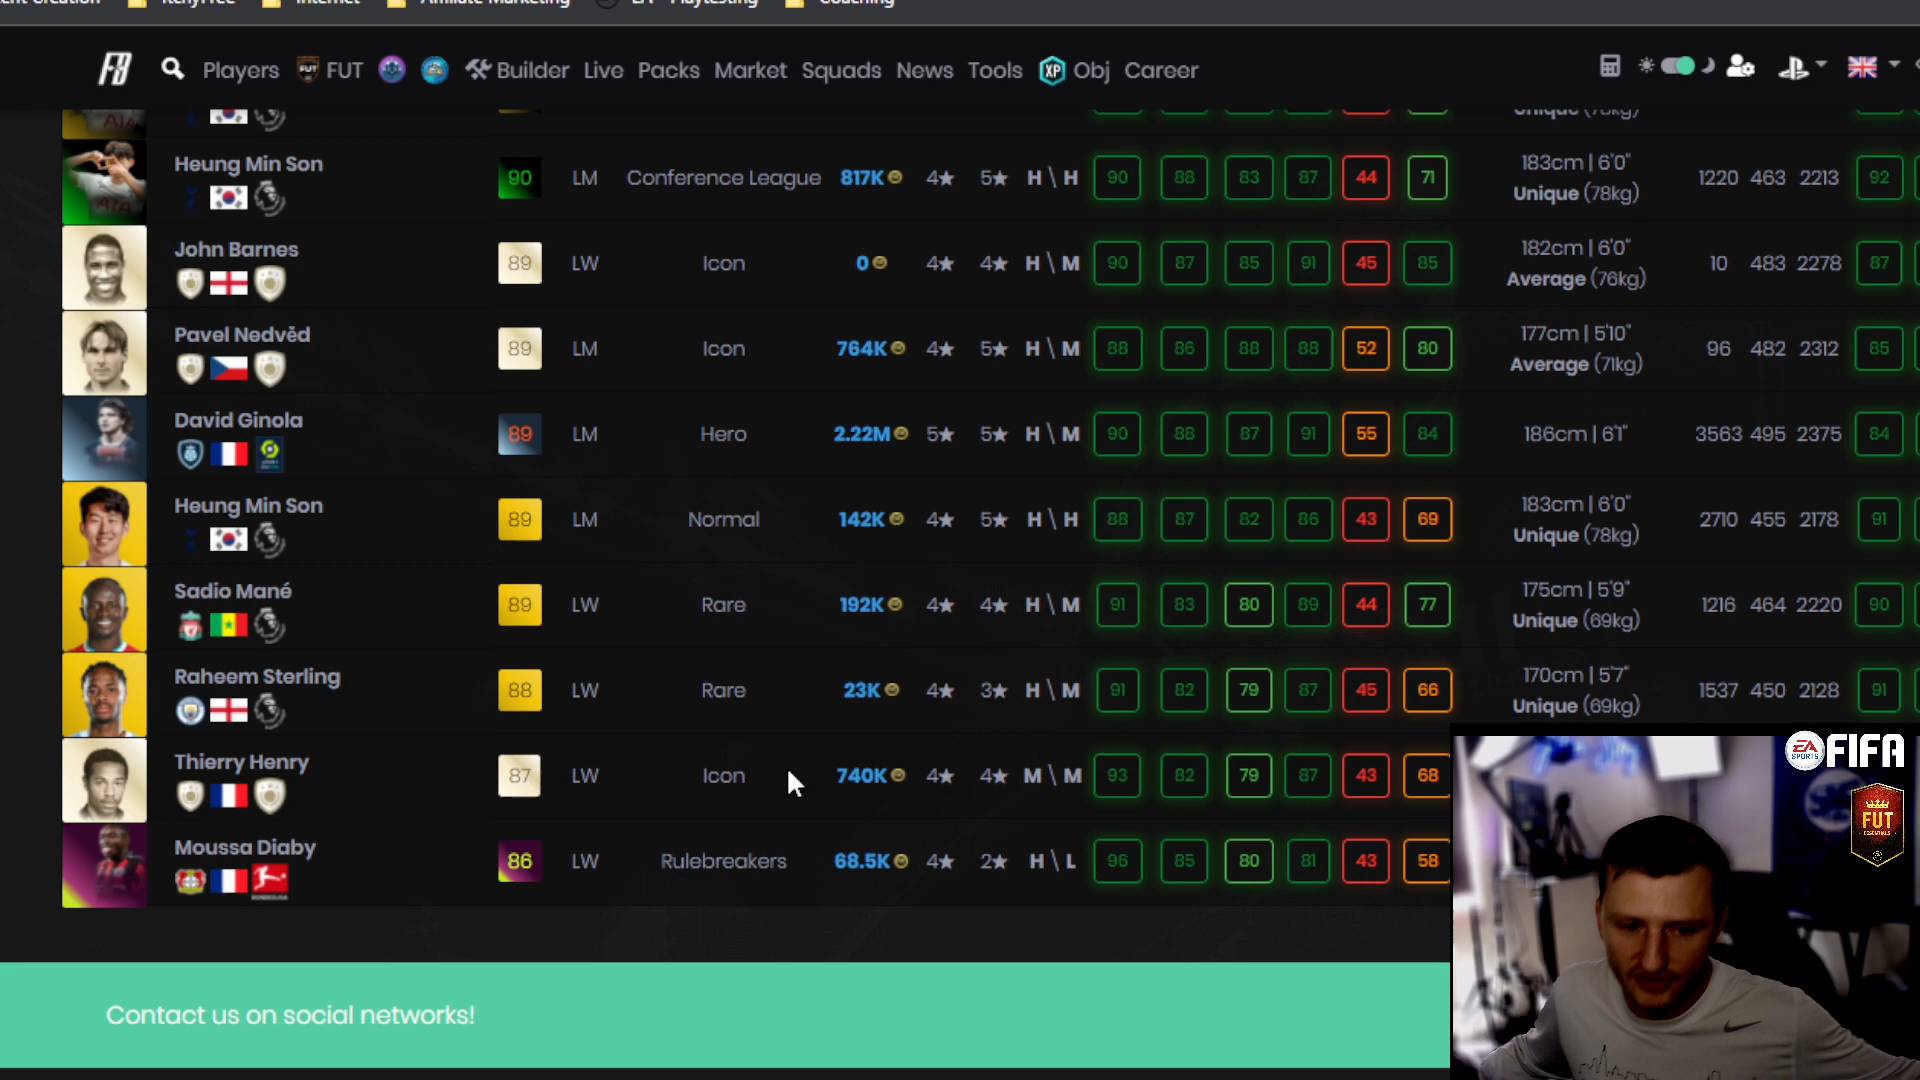 Internet Affiliate Marketing Coaching
Players FUT Builder Live Packs Market Squads News Tools XP Obj Career
Heung Min Son 90 LM Conference League 817K 4★ 5★ H \ H 90 88 83 87 44 71 183cm | 6'0" Unique (78kg) 1220 463 2213 92
John Barnes 89 LW Icon 0 4★ 4★ H \ M 90 87 85 91 45 85 182cm | 6'0" Average (76kg) 10 483 2278 87
Pavel Nedvěd 89 LM Icon 764K 4★ 5★ H \ M 88 86 88 88 52 80 177cm | 5'10" Average (71kg) 96 482 2312 85
David Ginola 89 LM Hero 2.22M 5★ 5★ H \ M 90 88 87 91 55 84 186cm | 6'1" 3563 495 2375 84
Heung Min Son 89 LM Normal 142K 4★ 5★ H \ H 88 87 82 86 43 69 183cm | 6'0" Unique (78kg) 2710 455 2178 91
Sadio Mané 89 LW Rare 192K 4★ 4★ H \ M 91 83 80 89 44 77 175cm | 5'9" Unique (69kg) 1216 464 2220 90
Raheem Sterling 88 LW Rare 23K 4★ 3★ H \ M 91 82 79 87 45 66 170cm | 5'7" Unique (69kg) 1537 450 2128 91
Thierry Henry 87 LW Icon 740K 4★ 4★ M \ M 93 82 79 87 43 68
Moussa Diaby 86 LW Rulebreakers 68.5K 4★ 2★ H \ L 96 85 80 81 43 58
EA SPORTS FIFA
FUT
ESSENTIALS
Contact us on social networks!